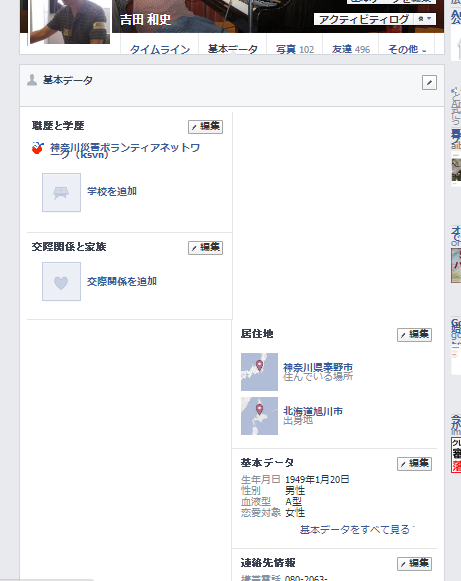 吉田 和史
アクティビティログ
タイムライン 基本データ 写真 102 友達 496 その他
基本データ
職歴と学歴
編集
神奈川災害ボランティアネットワ
ーク (ksvn)
学校を追加
交際関係と家族
編集
交際関係を追加
居住地
編集
神奈川県秦野市
住んでいる場所
北海道旭川市
出身地
基本データ
編集
生年月日 1949年1月20日
性別 男性
血液型 A型
恋愛対象 女性
基本データをすべて見る
連絡先情報
編集
携帯電話 080-2063-